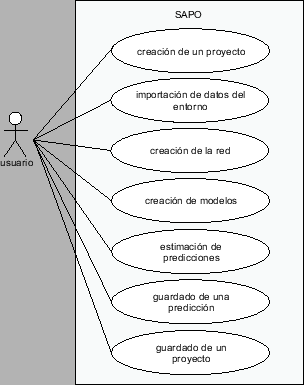 SAPO
creación de un proyecto
importación de datos del
entorno
creación de la red
usuario
creación de modelos
estimación de
predicciones
guardado de una
predicción
guardado de un
proyecto